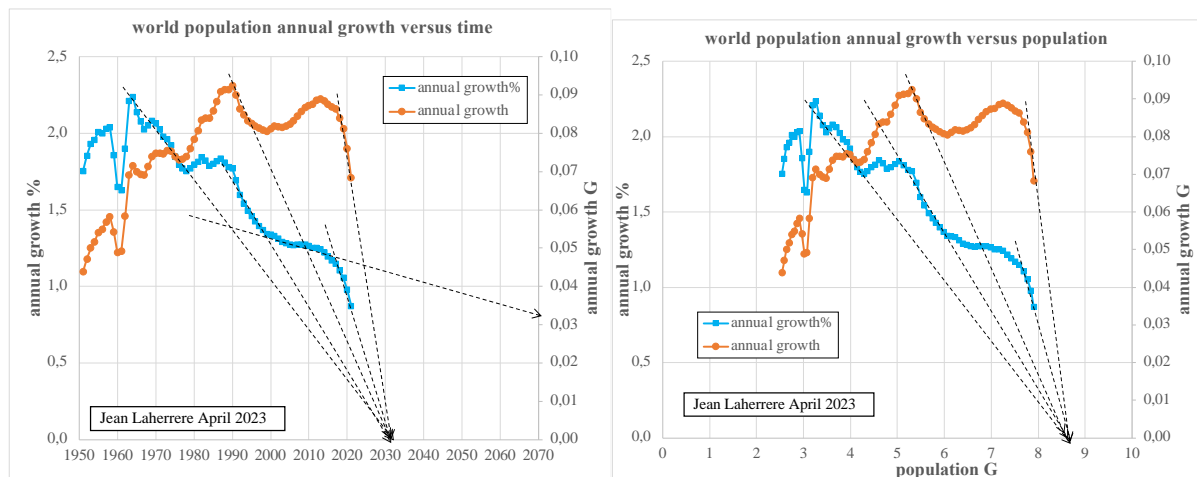 world population annual growth versus time
annual growth %
2,5
2,0
1,5
1,0
0,5
0,0
annual growth%
annual growth
Jean Laherrere April 2023
0,10
0,09
0,08
0,07
0,06
0,05
0,04
0,03
0,02
0,01
0,00
annual growth G
1950 1960 1970 1980 1990 2000 2010 2020 2030 2040 2050 2060 2070
world population annual growth versus population
annual growth %
2,5
2,0
1,5
1,0
0,5
0,0
annual growth%
annual growth
Jean Laherrere April 2023
0,10
0,09
0,08
0,07
0,06
0,05
0,04
0,03
0,02
0,01
0,00
annual growth G
0 1 2 3 4 5 6 7 8 9 10
population G